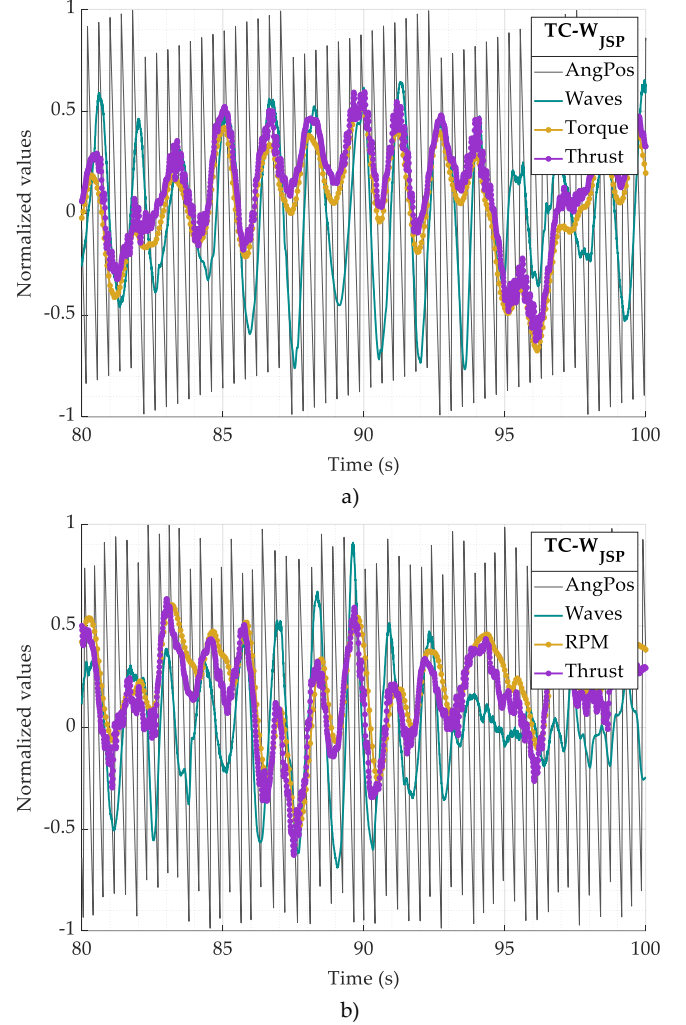 1
0.5
0
-0.5
-1
Normalized values
80
85
90
95
100
Time (s)
TC-W_JSP
AngPos
Waves
Torque
Thrust
a)
1
0.5
0
-0.5
-1
Normalized values
80
85
90
95
100
Time (s)
TC-W_JSP
AngPos
Waves
RPM
Thrust
b)